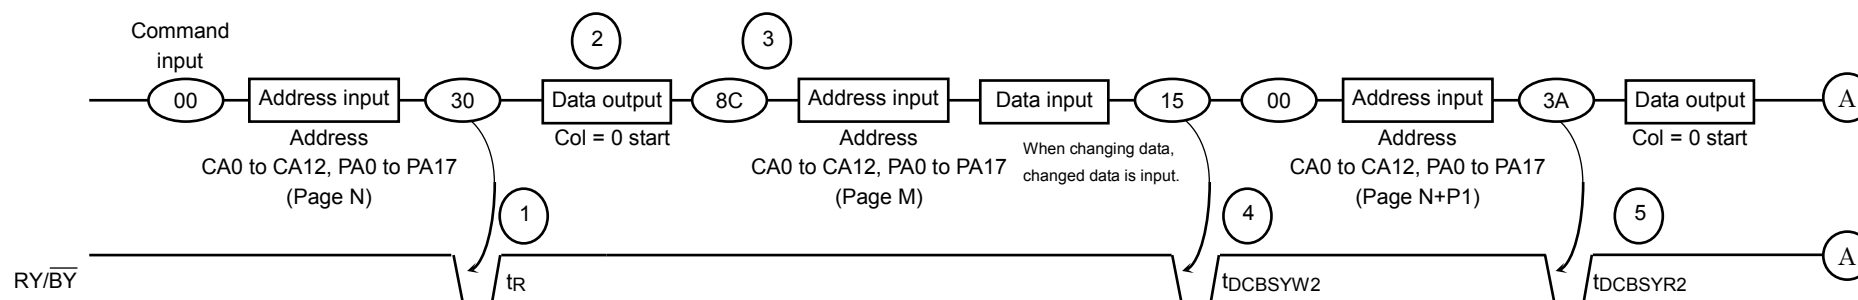 Command
input
2
3
00
Address input
30
Data output
8C
Address input
Data input
15
00
Address input
3A
Data output
A
Address
CA0 to CA12, PA0 to PA17
(Page N)
Col = 0 start
Address
CA0 to CA12, PA0 to PA17
(Page M)
When changing data,
changed data is input.
Address
CA0 to CA12, PA0 to PA17
(Page N+P1)
Col = 0 start
1
4
5
RY/BY
tR
tDCBSYW2
tDCBSYR2
A